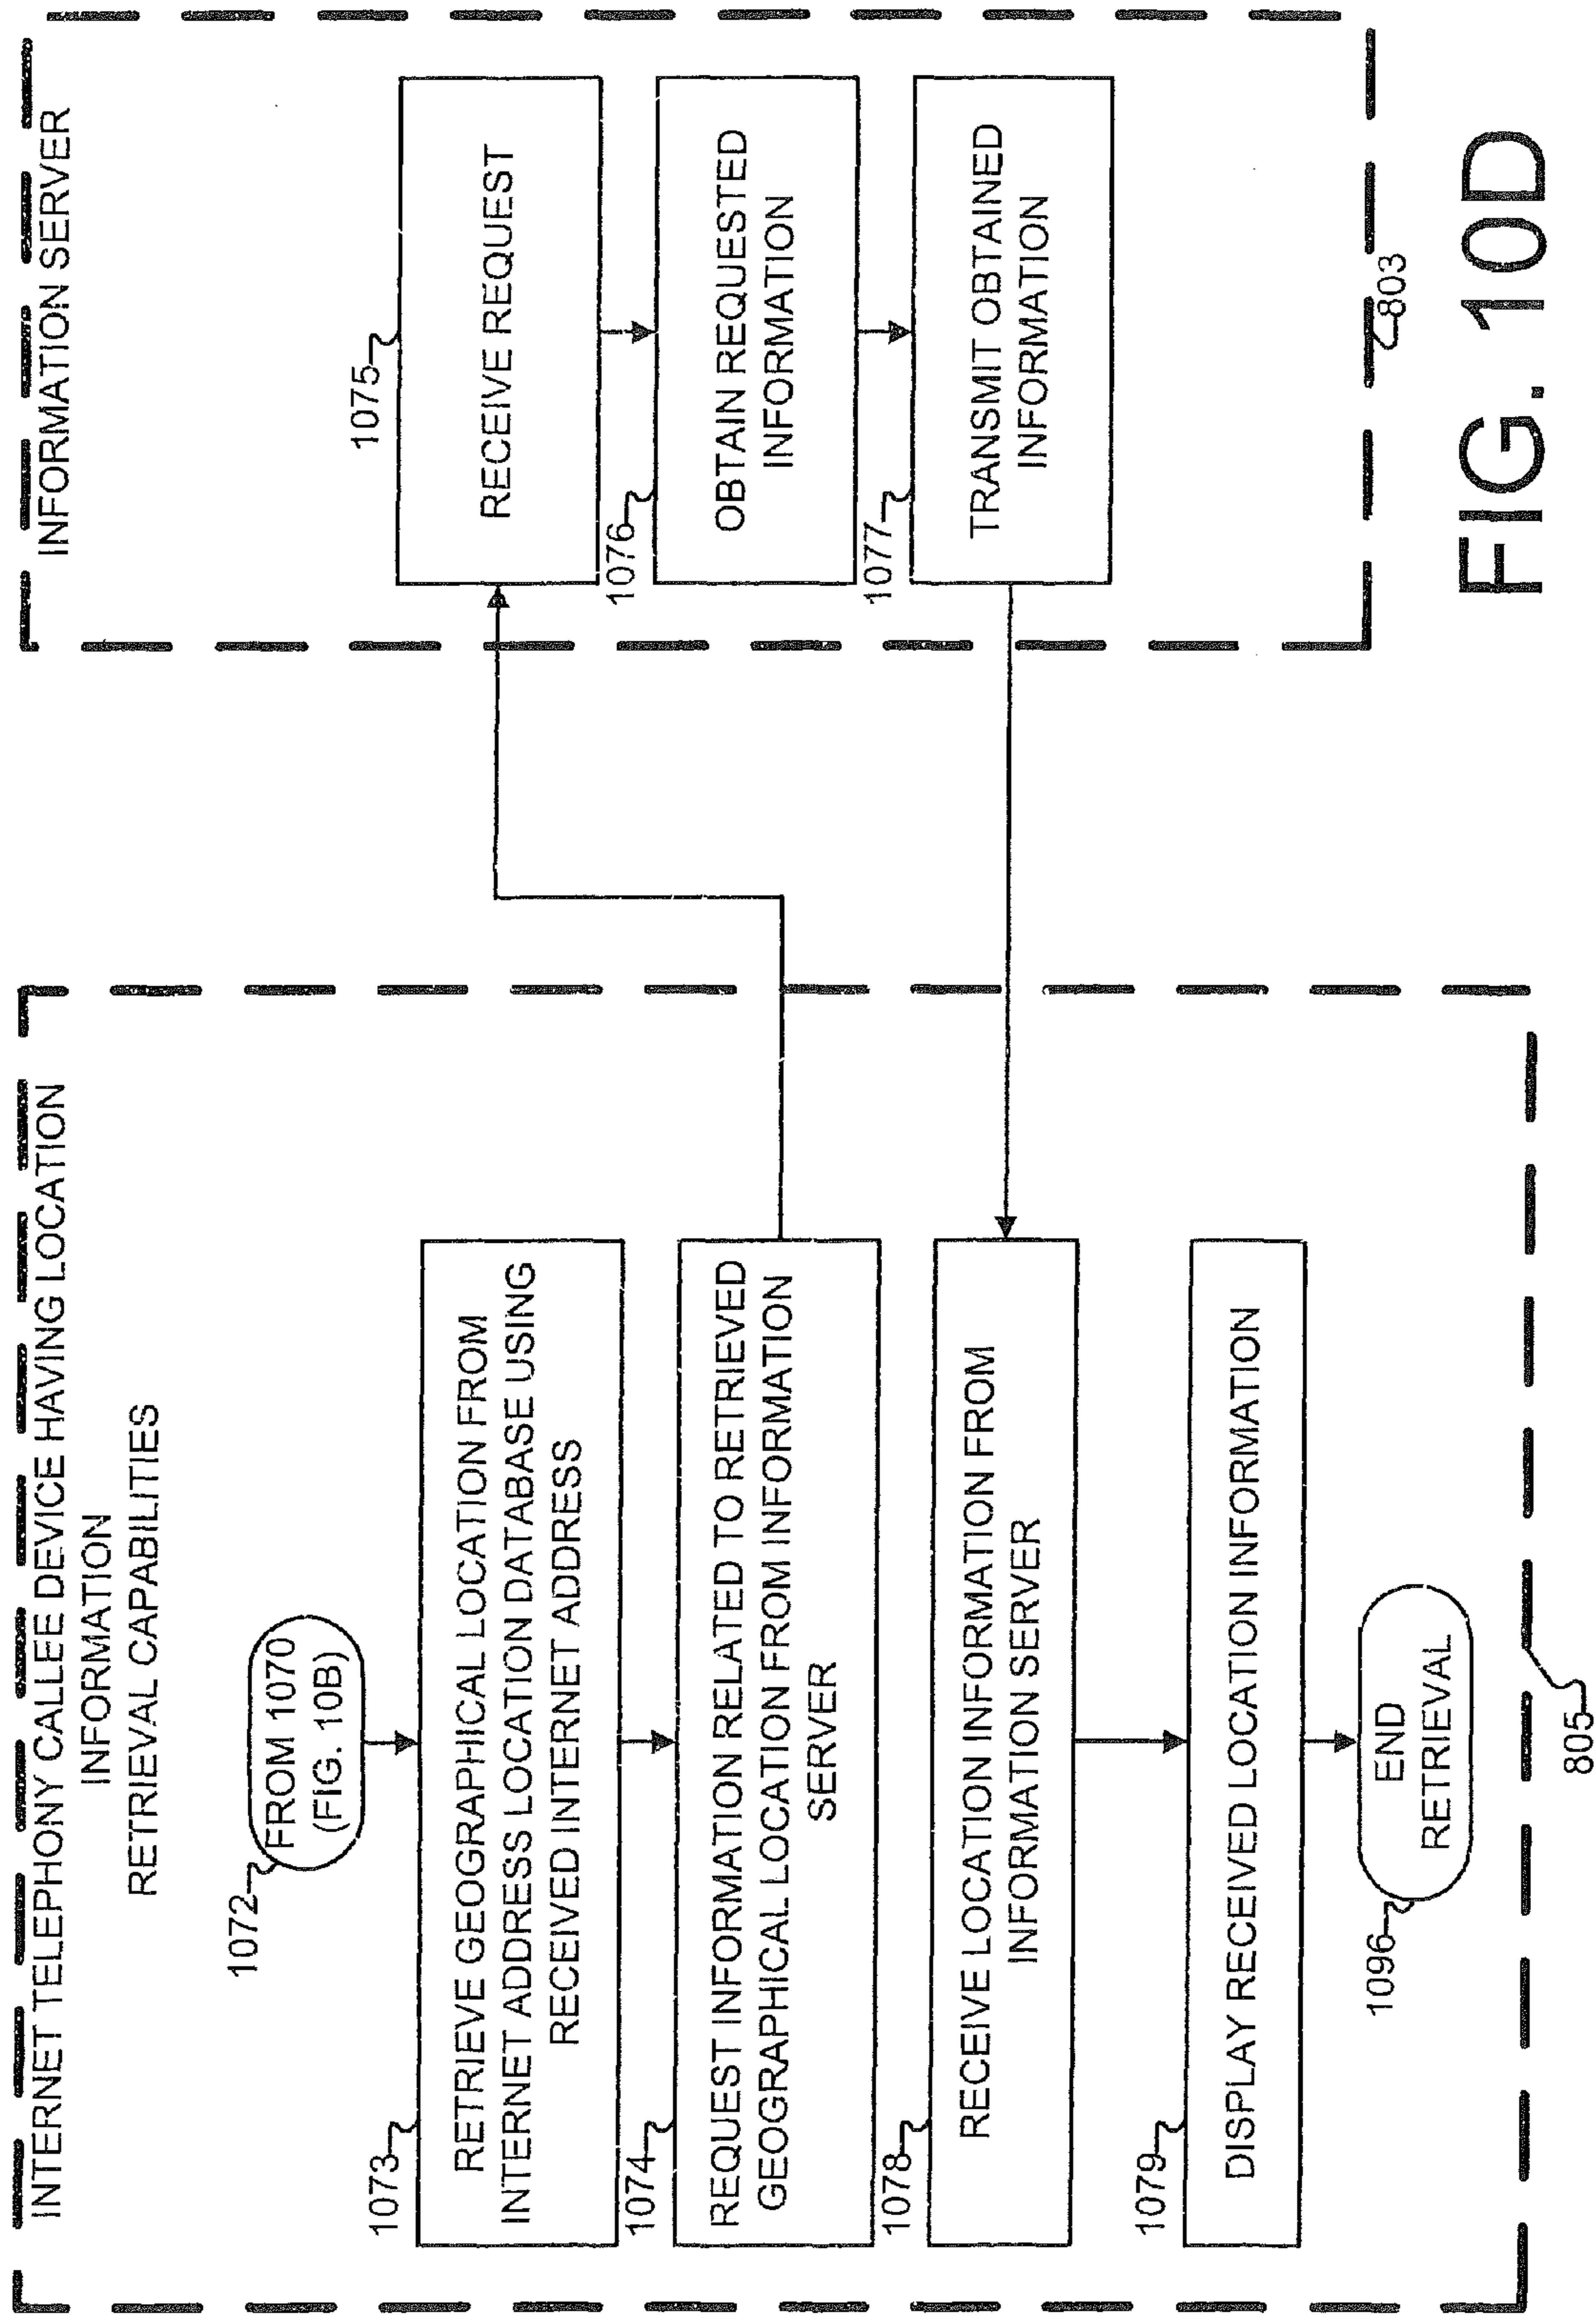 INTERNET TELEPHONY CALLEE DEVICE HAVING LOCATION
INFORMATION
RETRIEVAL CAPABILITIES
1072
FROM 1070
(FIG. 10B)
1073
RETRIEVE GEOGRAPHICAL LOCATION FROM
INTERNET ADDRESS LOCATION DATABASE USING
RECEIVED INTERNET ADDRESS
1074
REQUEST INFORMATION RELATED TO RETRIEVED
GEOGRAPHICAL LOCATION FROM INFORMATION
SERVER
1078
RECEIVE LOCATION INFORMATION FROM
INFORMATION SERVER
1079
DISPLAY RECEIVED LOCATION INFORMATION
1096
END
RETRIEVAL
805
INFORMATION SERVER
1075
RECEIVE REQUEST
1076
OBTAIN REQUESTED
INFORMATION
1077
TRANSMIT OBTAINED
INFORMATION
803
FIG. 10D